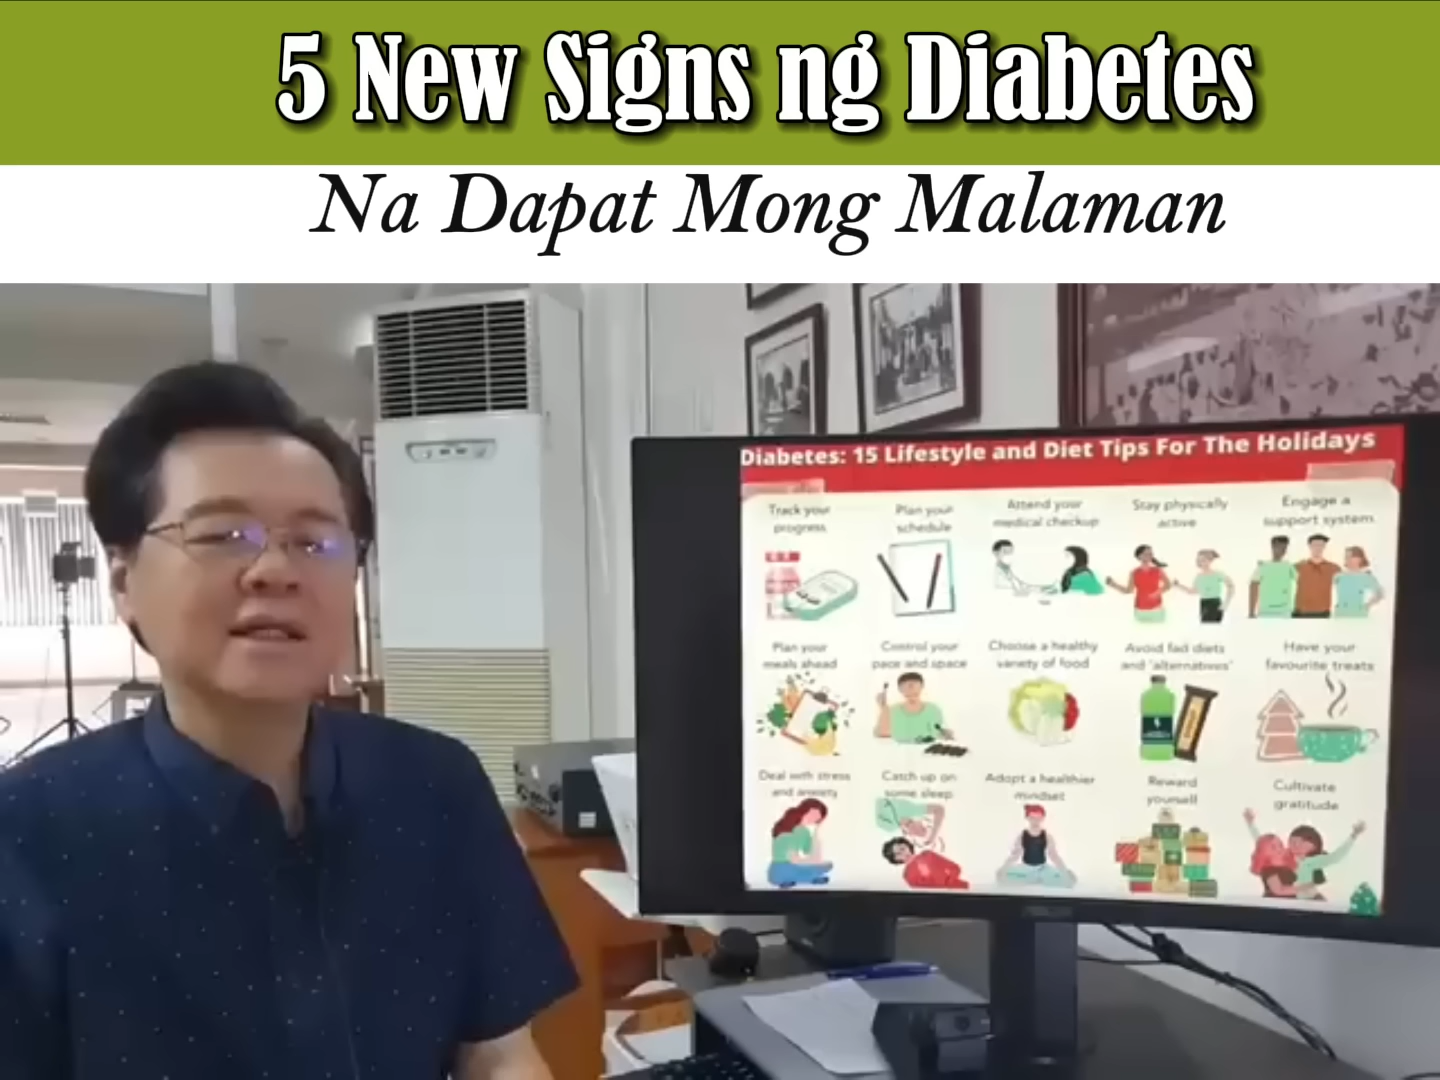 5 New Signs ng Diabetes
Na Dapat Mong Malaman
Diabetes: 15 Lifestyle and Diet Tips For The Holidays
Track your
progress
Plan your
schedule
Attend your
medical checkup
Stay physically
active
Engage a
support system
Plan your
meals ahead
Control your
pace and space
Choose a healthy
variety of food
Avoid fad diets
and 'alternatives'
Have your
favourite treats
Deal with stress
and anxiety
Catch up on
some sleep
Adopt a healthier
mindset
Reward
yourself
Cultivate
gratitude